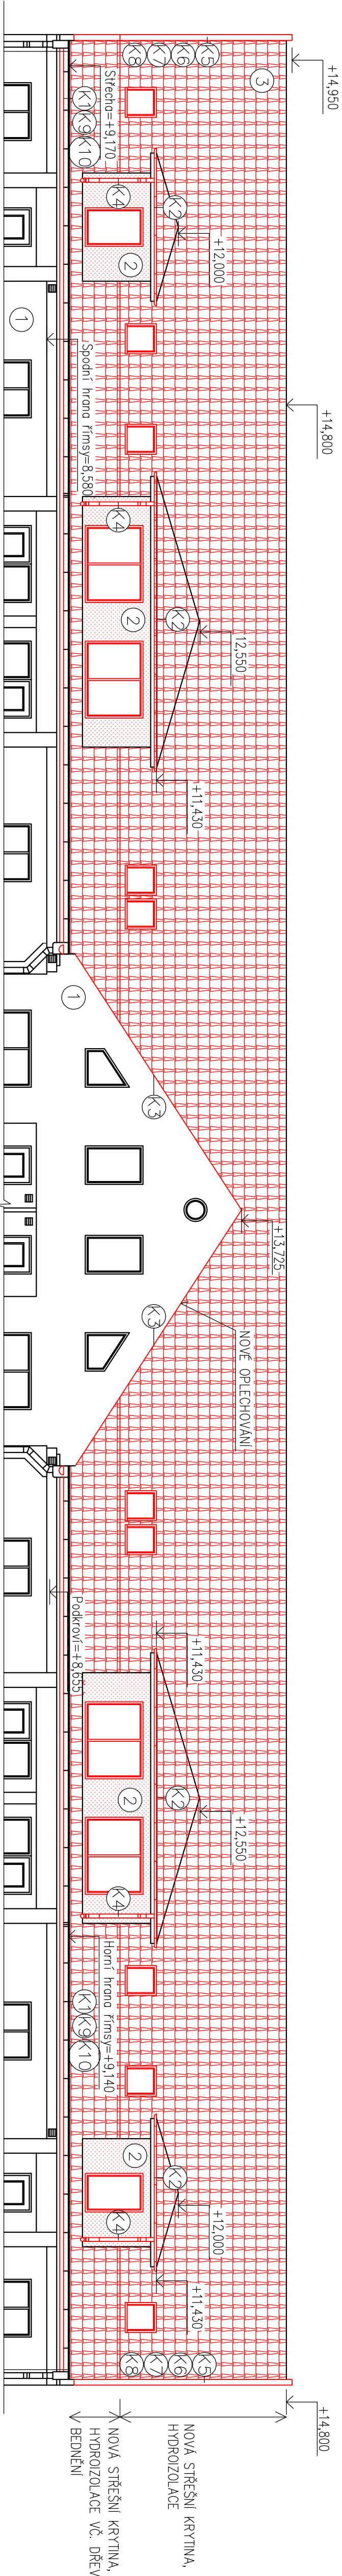 +14,950
+14,800
+14,800
3
K5
K6
K7
K8
Střecha=+9,170
K1
K9
K10
K4
K2
2
+12,000
1
Spodní hrana římsy=8,580
K4
2
K2
12,550
+11,430
1
K3
+13,725
K3
NOVÉ OPLECHOVÁNÍ
Podkroví=+8,655
+11,430
K2
2
+12,550
K4
Horní hrana římsy=+9,140
K1
K9
K10
2
K2
K4
+12,000
+11,430
K5
K6
K7
K8
NOVÁ STŘEŠNÍ KRYTINA,
HYDROIZOLACE
NOVÁ STŘEŠNÍ KRYTINA,
HYDROIZOLACE VČ. DŘEV
BEDNĚNÍ